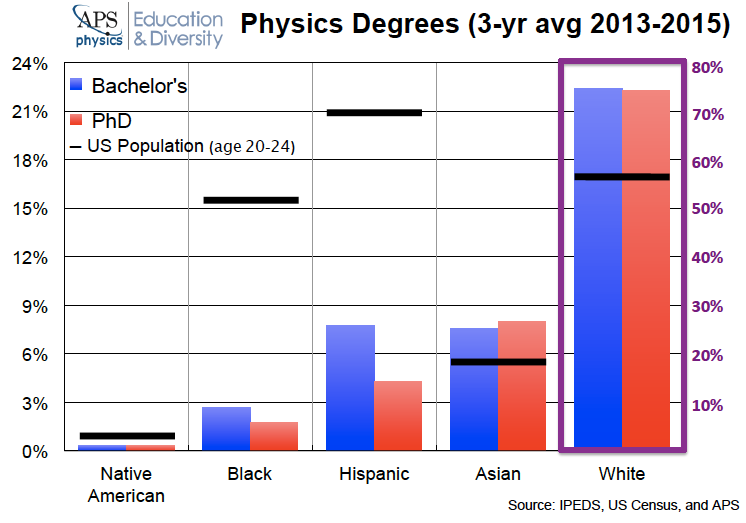 APS
physics
Education
& Diversity
Physics Degrees (3-yr avg 2013-2015)
24%
21%
18%
15%
12%
9%
6%
3%
0%
Bachelor's
PhD
US Population (age 20-24)
80%
70%
60%
50%
40%
30%
20%
10%
Native
American
Black
Hispanic
Asian
White
Source: IPEDS, US Census, and APS